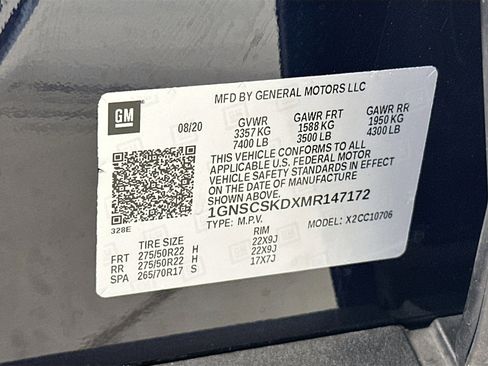 MFD BY GENERAL MOTORS LLC
GM
08/20 GVWR GAWR FRT GAWR RR
3357 KG 1588 KG 1950 KG
7400 LB 3500 LB 4300 LB
THIS VEHICLE CONFORMS TO ALL
APPLICABLE U.S. FEDERAL MOTOR
VEHICLE SAFETY STANDARDS IN EFFECT
ON THE DATE OF MANUFACTURE SHOWN ABOVE.
1GNSCSKDXMR147172
328E TYPE: M.P.V. MODEL: X2CC10706
TIRE SIZE RIM
FRT 275/50R22 H 22X9J
RR 275/50R22 H 22X9J
SPA 265/70R17 S 17X7J